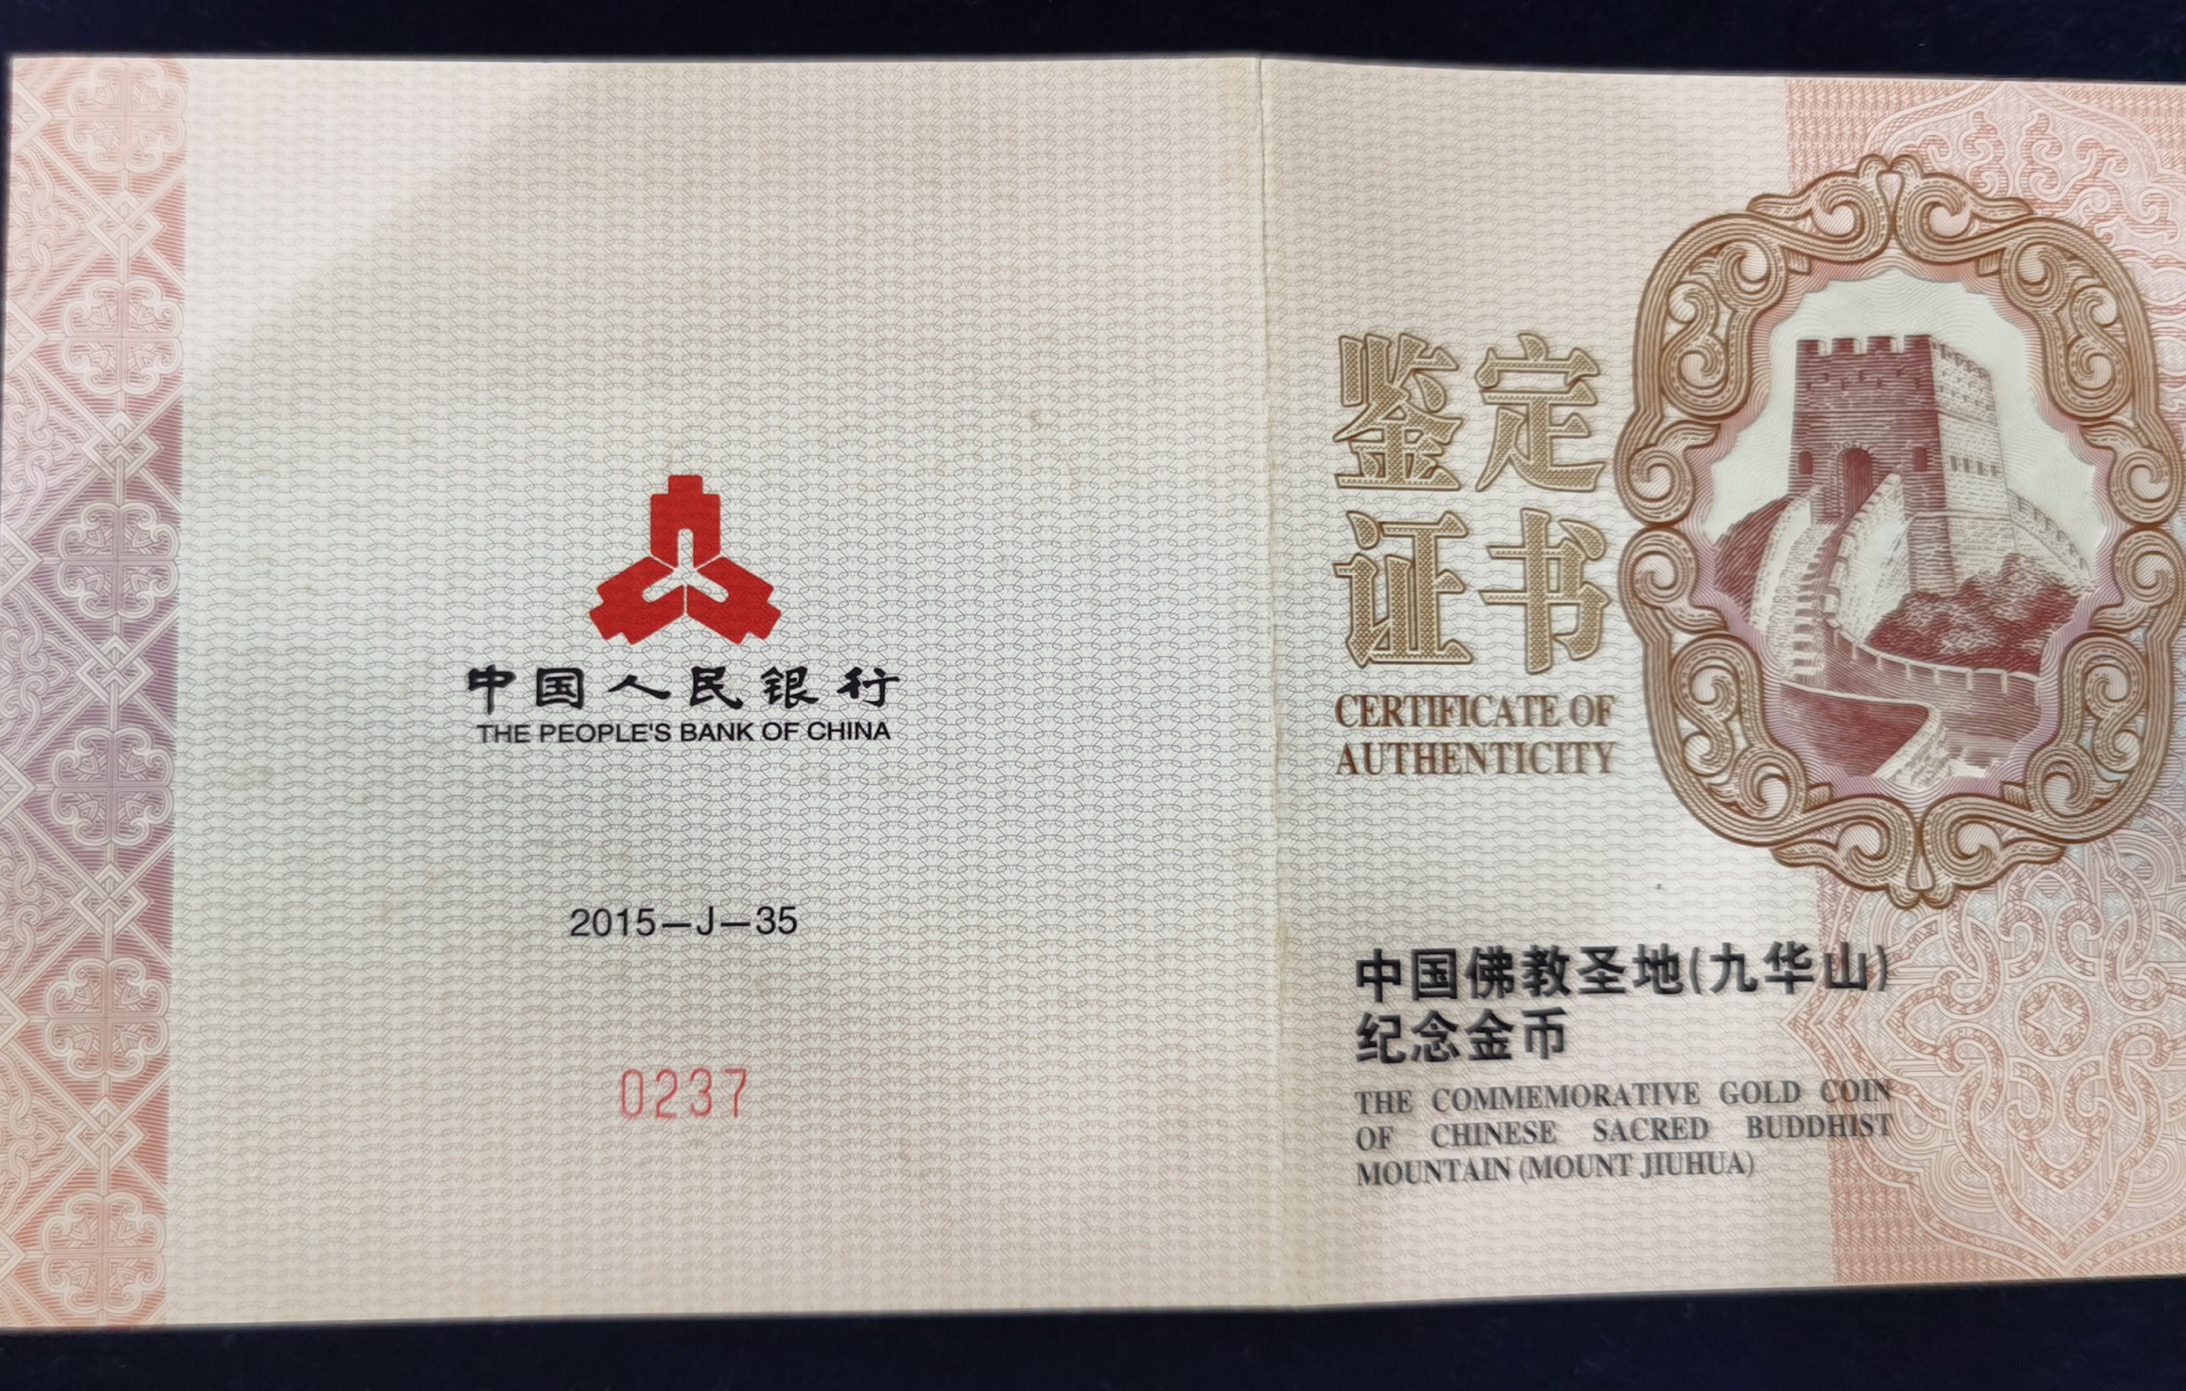 中国人民银行
THE PEOPLE'S BANK OF CHINA
2015—J—35
0237
鉴定
证书
CERTIFICATE OF
AUTHENTICITY
中国佛教圣地(九华山)
纪念金币
THE COMMEMORATIVE GOLD COIN
OF CHINESE SACRED BUDDHIST
MOUNTAIN (MOUNT JIUHUA)